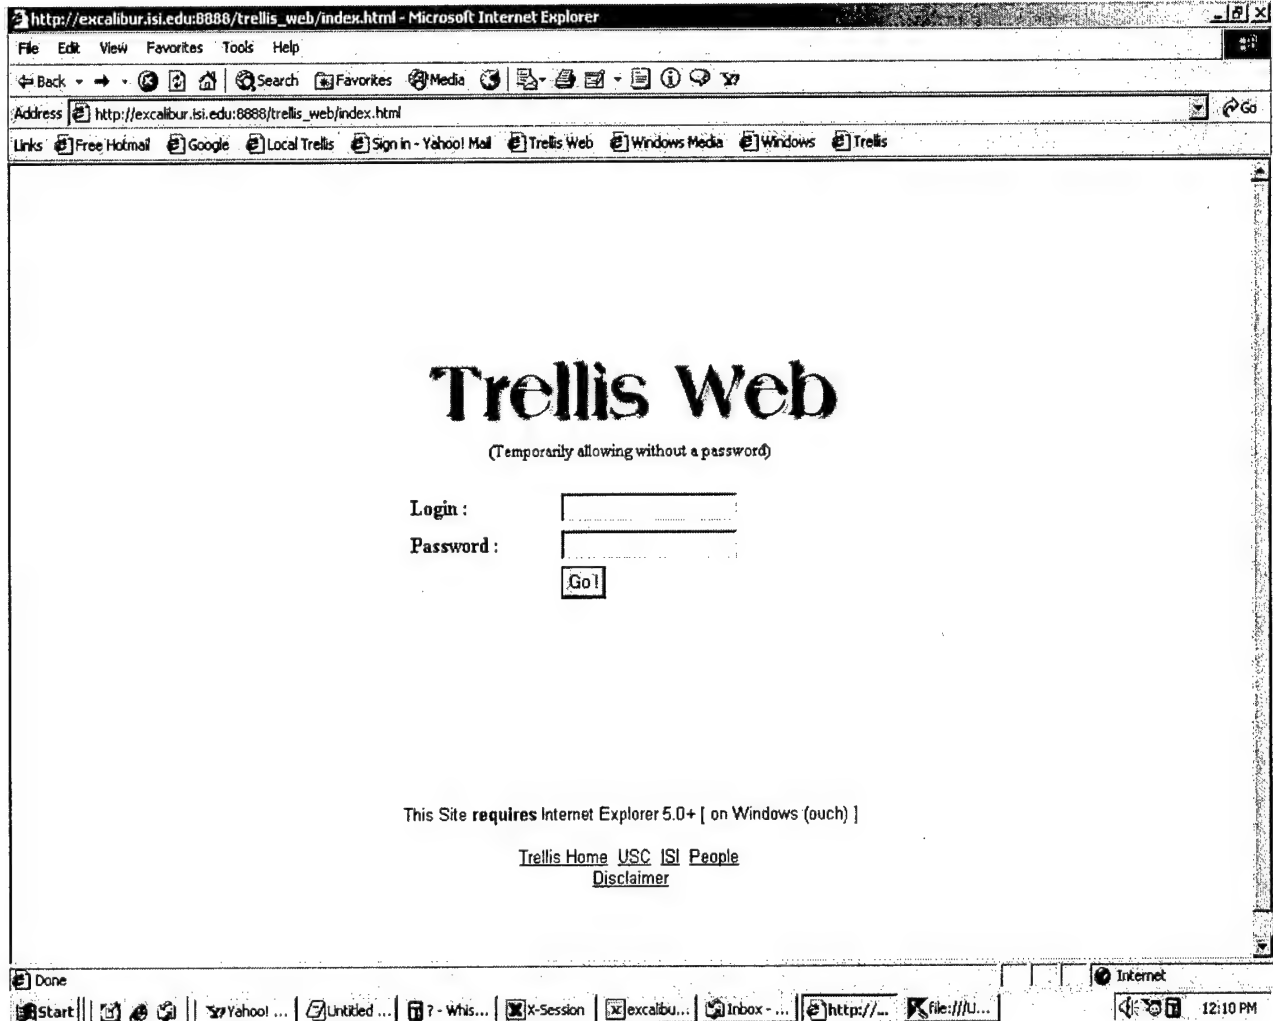 http://excalibur.isi.edu:8888/trellis_web/index.html - Microsoft Internet Explorer
File Edit View Favorites Tools Help
Back Search Favorites Media
Address http://excalibur.isi.edu:8888/trellis_web/index.html Go
Links Free Hotmail Google Local Trellis Sign in - Yahoo! Mail Trellis Web Windows Media Windows Trellis
Trellis Web
(Temporarily allowing without a password)
Login :
Password :
Go!
This Site requires Internet Explorer 5.0+ [ on Windows (ouch) ]
Trellis Home USC ISI People
Disclaimer
Done Internet
Start Yahoo! ... Untitled ... ? - Whis... X-Session excalibu... Inbox - ... http://... file:///U... 12:10 PM